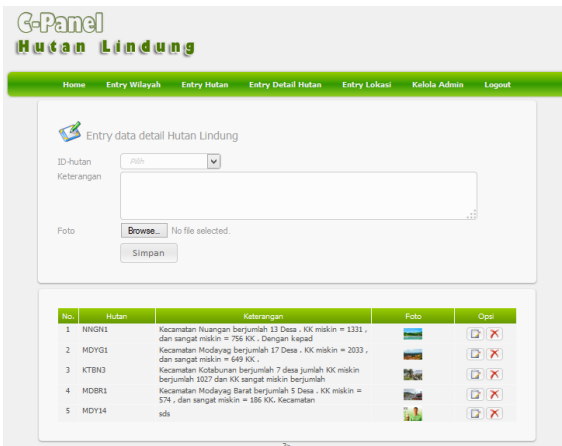 C-Panel
Hutan Lindung
Home Entry Wilayah Entry Hutan Entry Detail Hutan Entry Lokasi Kelola Admin Logout
Entry data detail Hutan Lindung
ID-hutan Pilih
Keterangan
Foto Browse... No file selected.
Simpan
No. Hutan Keterangan Foto Opsi
1 NNGN1 Kecamatan Nuangan berjumlah 13 Desa . KK miskin = 1331 ,
dan sangat miskin = 756 KK . Dengan kepad
2 MDYG1 Kecamatan Modayag berjumlah 17 Desa . KK miskin = 2033 ,
dan sangat miskin = 649 KK .
3 KTBN3 Kecamatan Kotabunan berjumlah 7 desa jumlah KK miskin
berjumlah 1027 dan KK sangat miskin berjumlah
4 MDBR1 Kecamatan Modayag Barat berjumlah 5 Desa . KK miskin =
574 , dan sangat miskin = 186 KK. Kecamatan
5 MDY14 sds